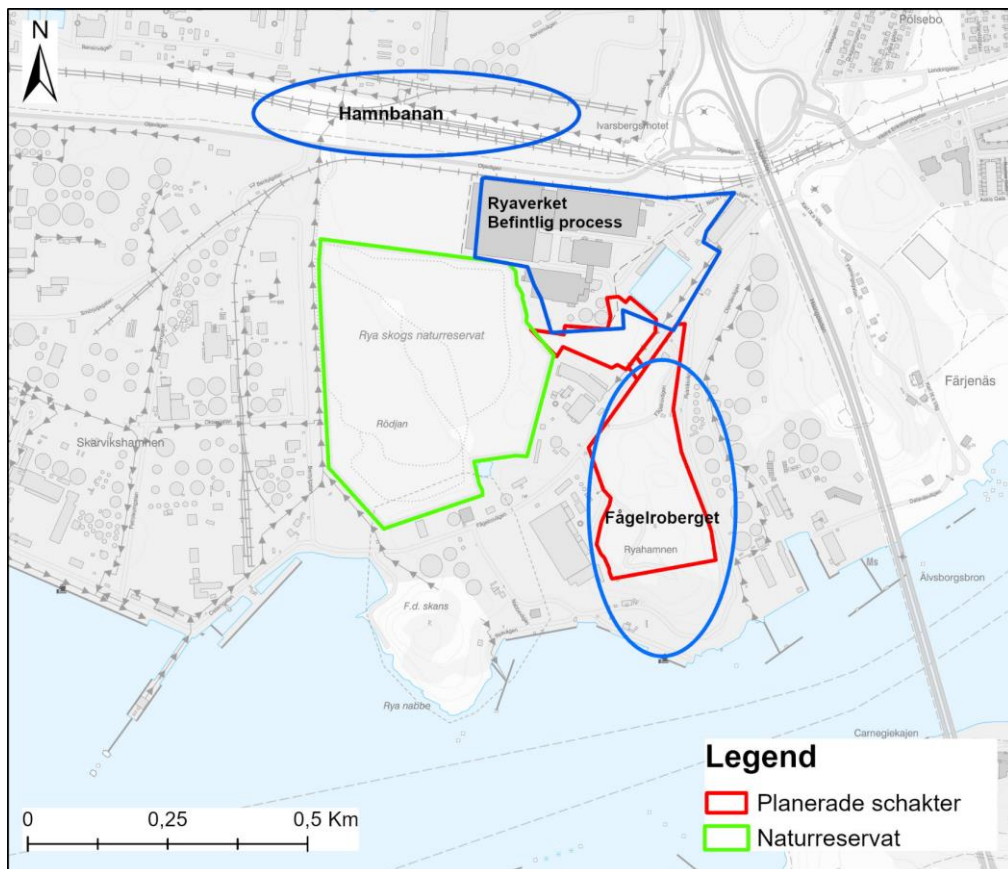 N
Pölsebo
Hamnbanan
Ivarsbergsmotet
Ryaverket
Befintlig process
Rya skogs naturreservat
Färjenäs
Rödjan
Skarvikshamnen
Fågelroberget
Ryahamnen
Älvsborgsbron
F.d. skans
Rya nabbe
Carnegiekajen
Legend
Planerade schakter
Naturreservat
0 0,25 0,5 Km